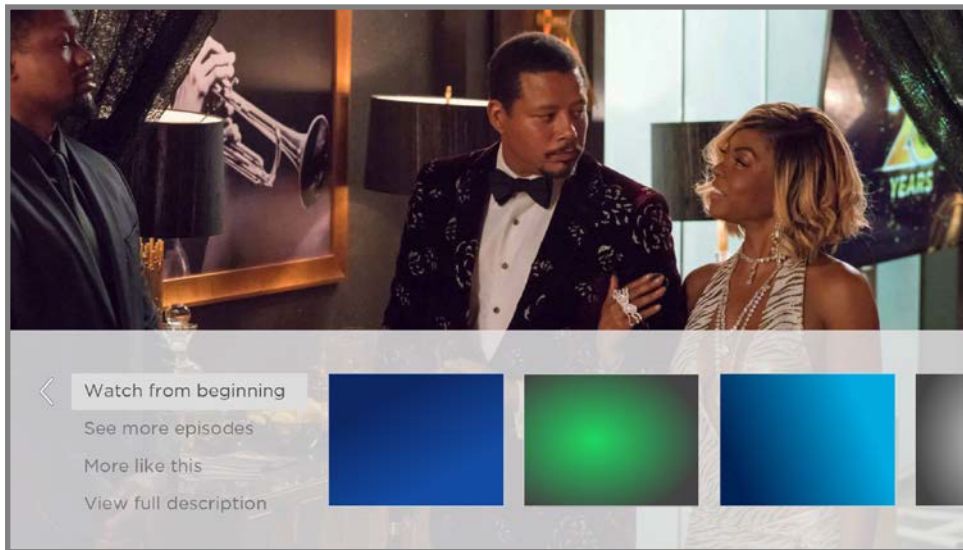 YEARS
Watch from beginning
See more episodes
More like this
View full description